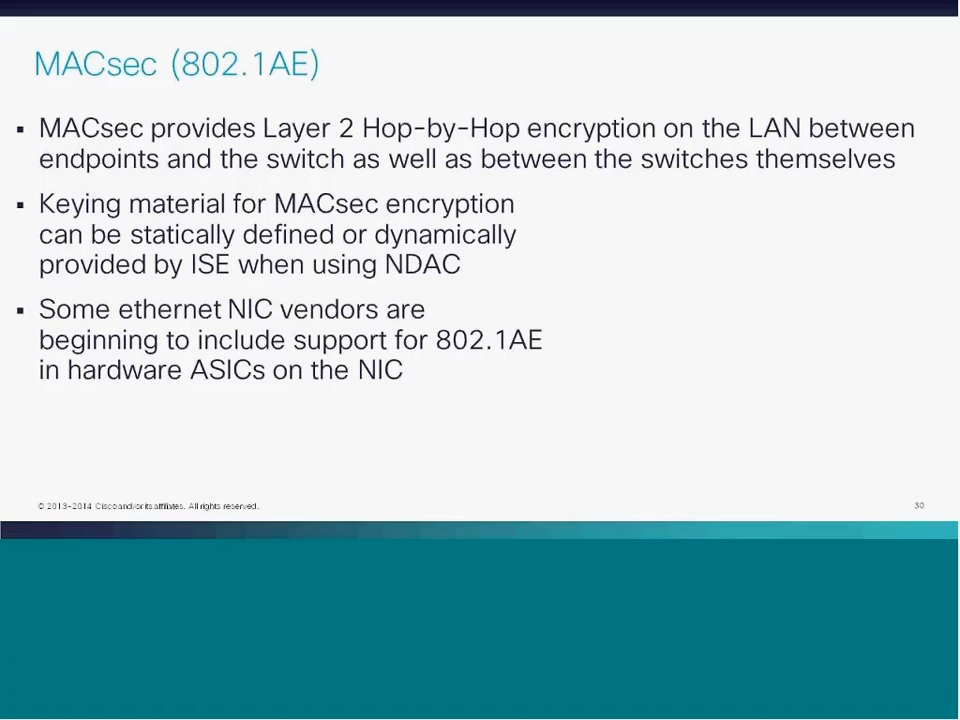 MACsec (802.1AE)
▪ MACsec provides Layer 2 Hop-by-Hop encryption on the LAN between
endpoints and the switch as well as between the switches themselves
▪ Keying material for MACsec encryption
can be statically defined or dynamically
provided by ISE when using NDAC
▪ Some ethernet NIC vendors are
beginning to include support for 802.1AE
in hardware ASICs on the NIC
© 2013-2014 Cisco and/or its affiliates. All rights reserved.
30